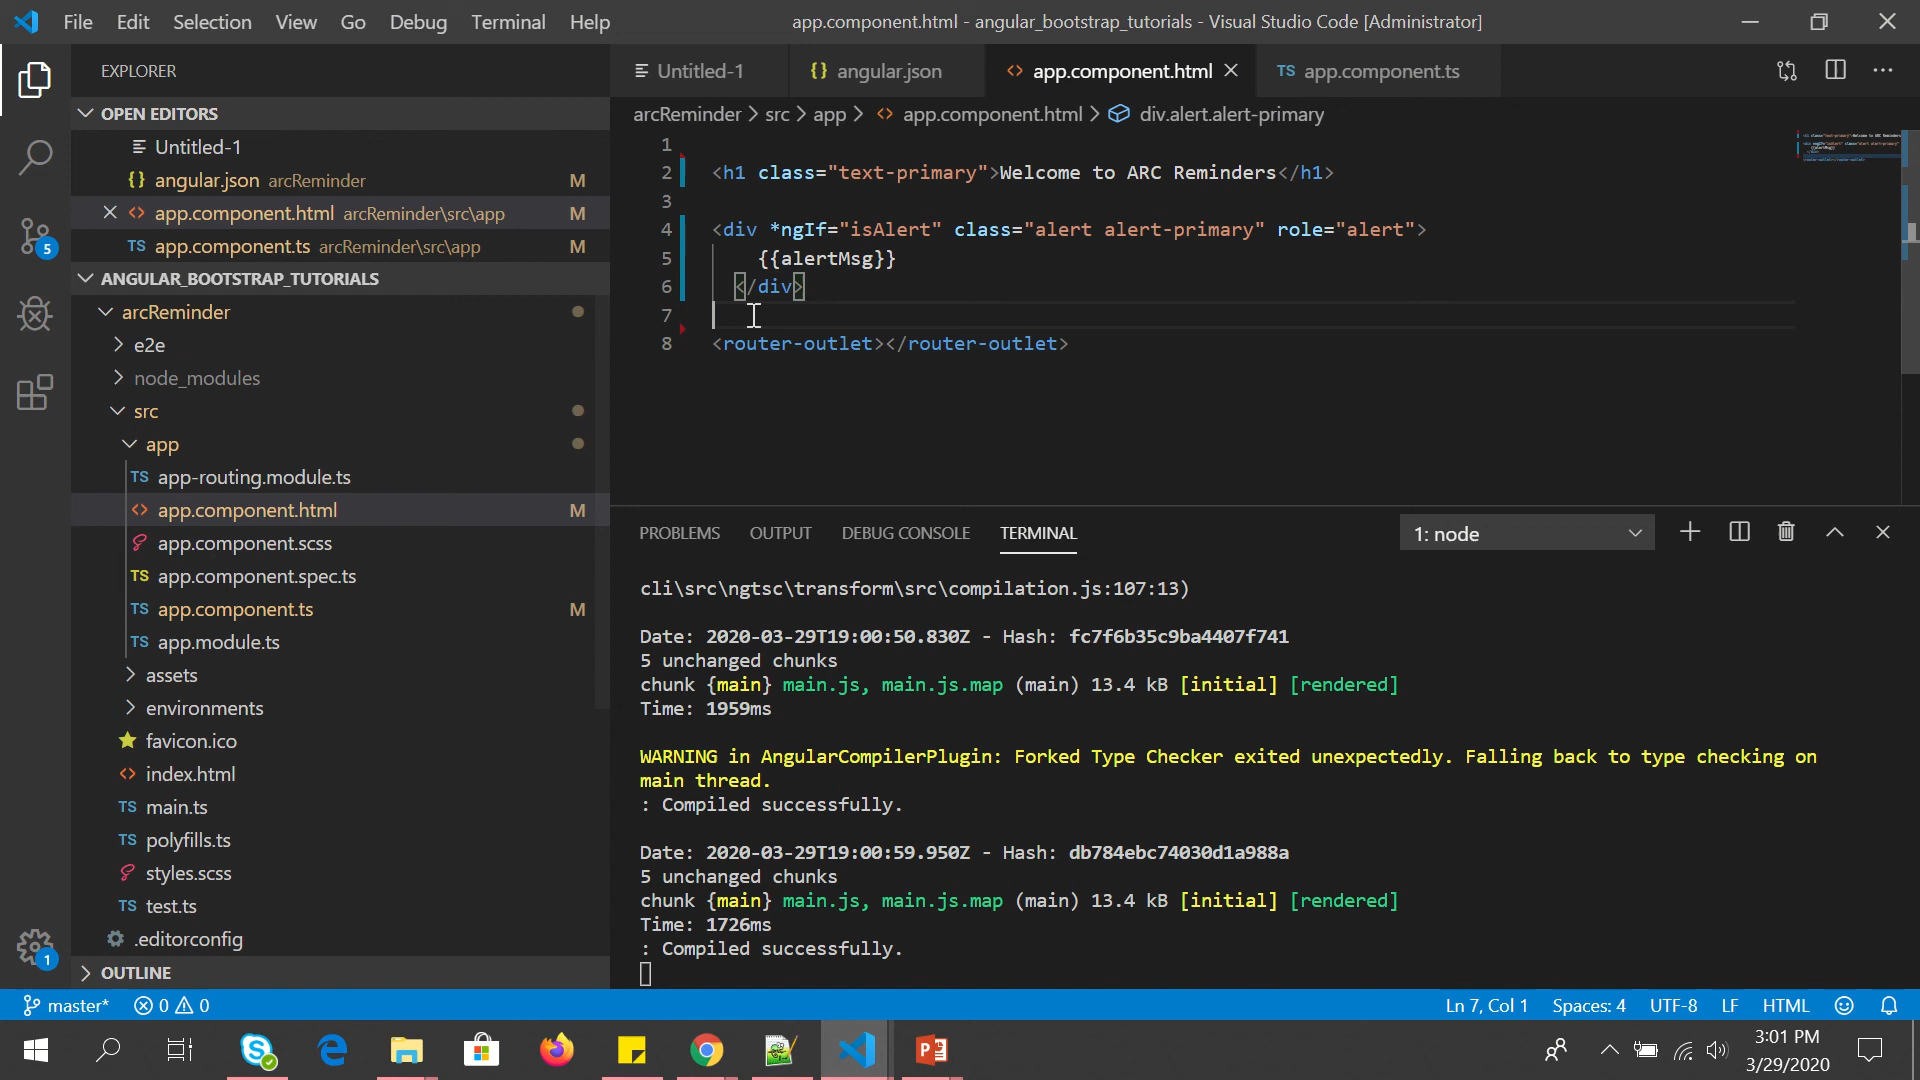 File Edit Selection View Go Debug Terminal Help
app.component.html - angular_bootstrap_tutorials - Visual Studio Code [Administrator]
EXPLORER
OPEN EDITORS
Untitled-1
angular.json arcReminder M
app.component.html arcReminder\src\app M
TS app.component.ts arcReminder\src\app M
ANGULAR_BOOTSTRAP_TUTORIALS
arcReminder
e2e
node_modules
src
app
TS app-routing.module.ts
app.component.html M
app.component.scss
TS app.component.spec.ts
TS app.component.ts M
TS app.module.ts
assets
environments
favicon.ico
index.html
TS main.ts
TS polyfills.ts
styles.scss
TS test.ts
.editorconfig
OUTLINE
5
1
Untitled-1 {} angular.json app.component.html TS app.component.ts
arcReminder > src > app > app.component.html > div.alert.alert-primary
1
2 <h1 class="text-primary">Welcome to ARC Reminders</h1>
3
4 <div *ngIf="isAlert" class="alert alert-primary" role="alert">
5 {{alertMsg}}
6 </div>
7
8 <router-outlet></router-outlet>
PROBLEMS OUTPUT DEBUG CONSOLE TERMINAL 1: node
cli\src\ngtsc\transform\src\compilation.js:107:13)
Date: 2020-03-29T19:00:50.830Z - Hash: fc7f6b35c9ba4407f741
5 unchanged chunks
chunk {main} main.js, main.js.map (main) 13.4 kB [initial] [rendered]
Time: 1959ms
WARNING in AngularCompilerPlugin: Forked Type Checker exited unexpectedly. Falling back to type checking on
main thread.
: Compiled successfully.
Date: 2020-03-29T19:00:59.950Z - Hash: db784ebc74030d1a988a
5 unchanged chunks
chunk {main} main.js, main.js.map (main) 13.4 kB [initial] [rendered]
Time: 1726ms
: Compiled successfully.
master* 0 0 Ln 7, Col 1 Spaces: 4 UTF-8 LF HTML
3:01 PM
3/29/2020